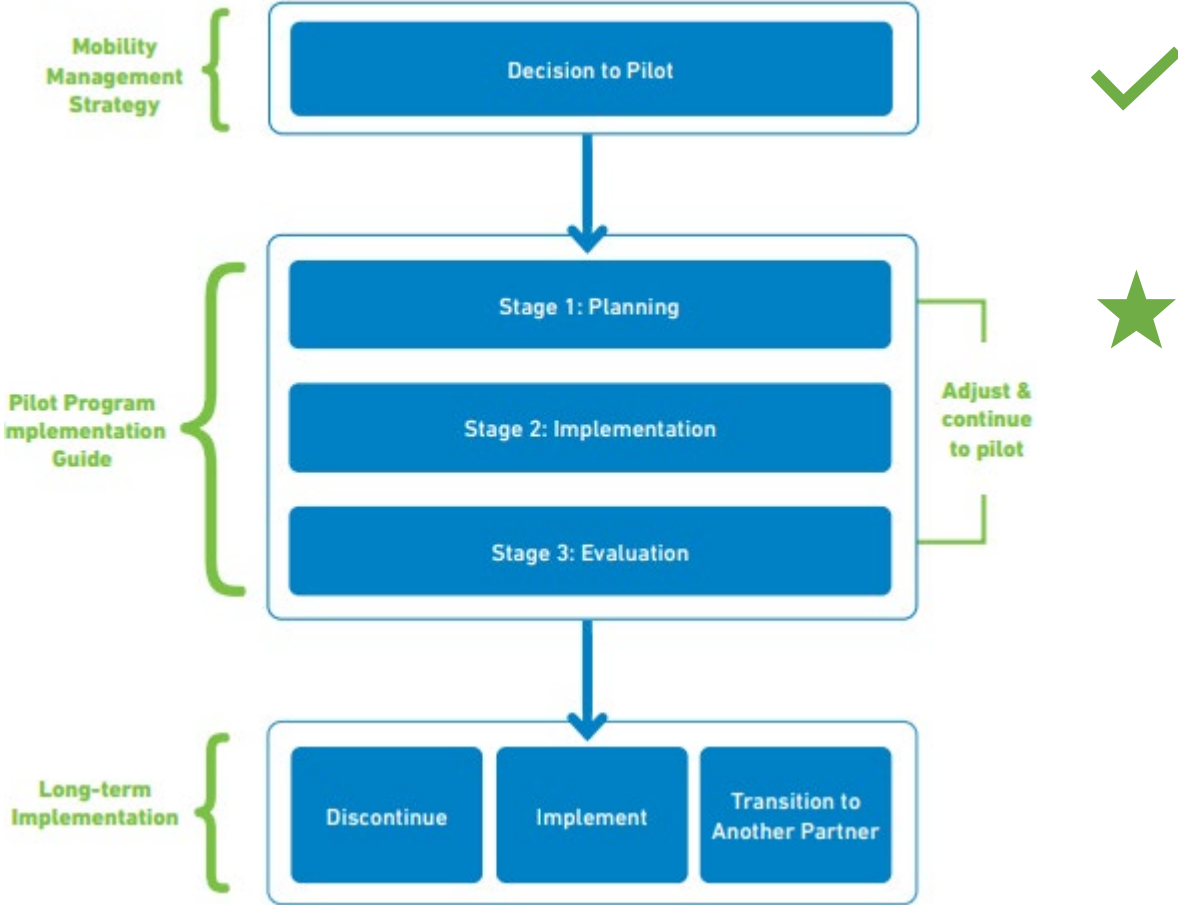 Mobility
Management
Strategy
Decision to Pilot
Pilot Program
mplementation
Guide
Stage 1: Planning
Stage 2: Implementation
Stage 3: Evaluation
Adjust &
continue
to pilot
Long-term
Implementation
Discontinue
Implement
Transition to
Another Partner